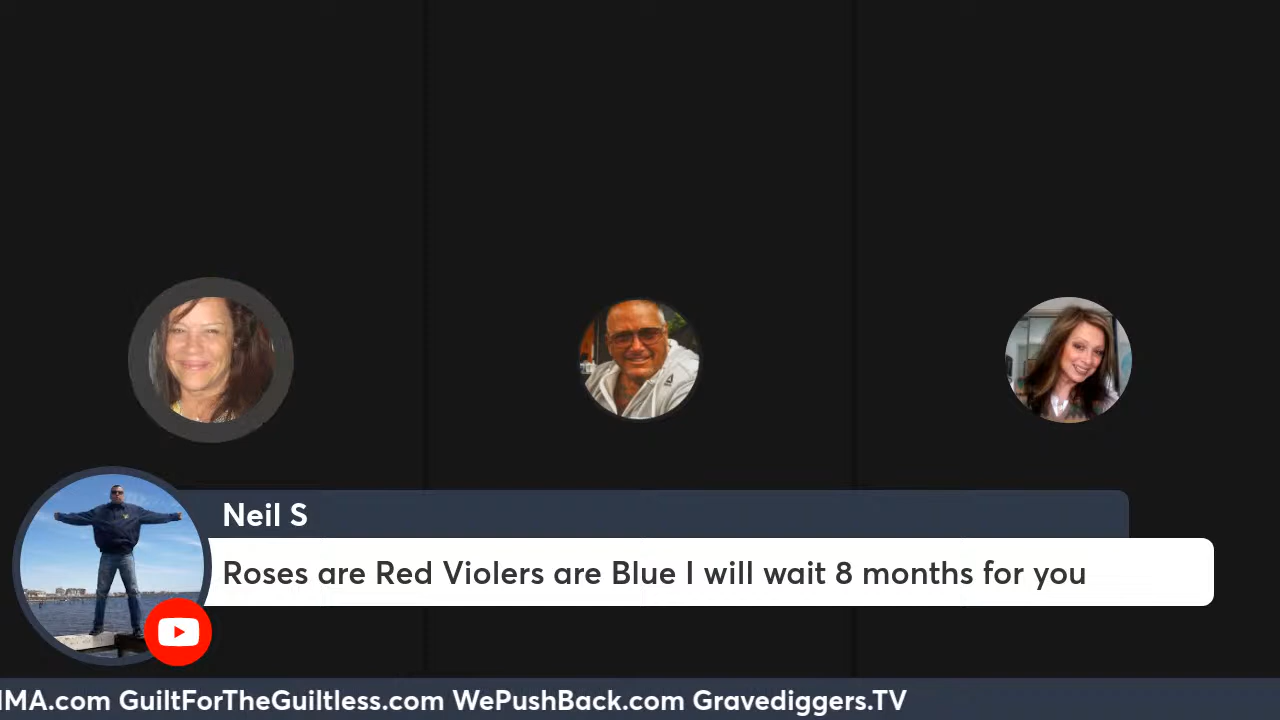 Neil S
Roses are Red Violers are Blue I will wait 8 months for you
MA.com GuiltForTheGuiltless.com WePushBack.com Gravediggers.TV